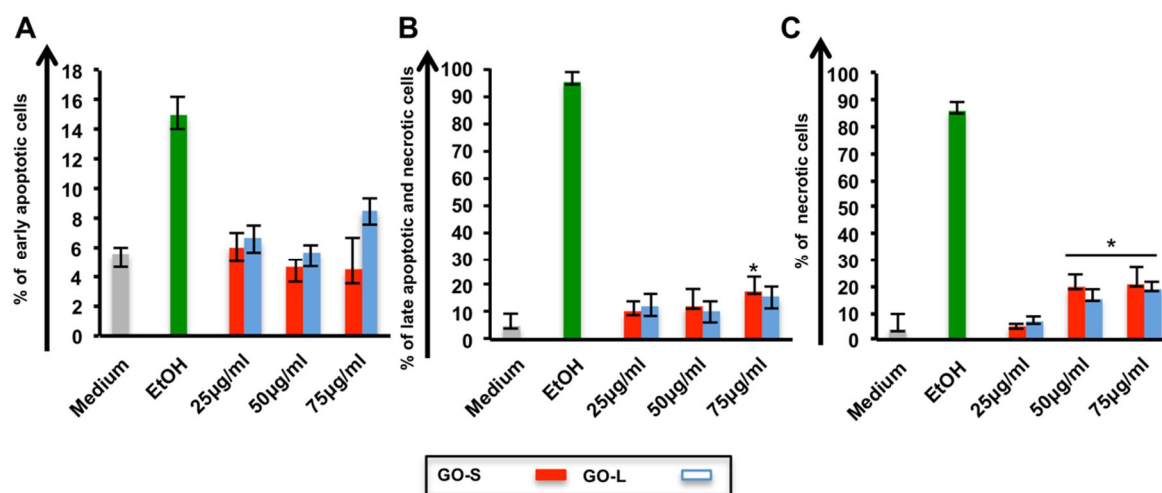 A
% of early apoptotic cells
18
16
14
12
10
8
6
4
2
0
Medium
EtOH
25µg/ml
50µg/ml
75µg/ml
B
% of late apoptotic and necrotic cells
100
90
80
70
60
50
40
30
20
10
0
*
Medium
EtOH
25µg/ml
50µg/ml
75µg/ml
C
% of necrotic cells
100
90
80
70
60
50
40
30
20
10
0
*
Medium
EtOH
25µg/ml
50µg/ml
75µg/ml
GO-S GO-L